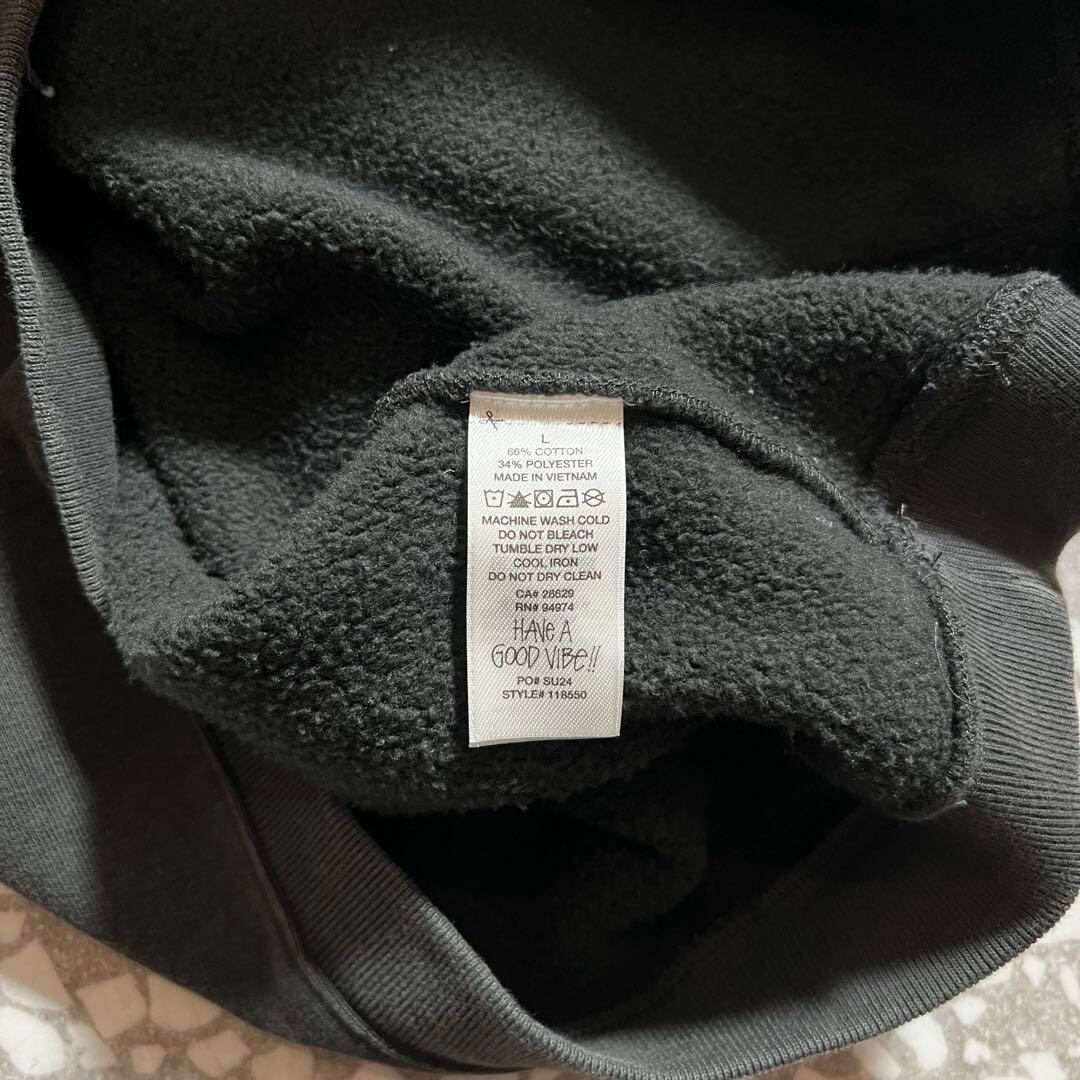 L
66% COTTON
34% POLYESTER
MADE IN VIETNAM
MACHINE WASH COLD
DO NOT BLEACH
TUMBLE DRY LOW
COOL IRON
DO NOT DRY CLEAN
CA# 28629
RN# 94974
HAVE A
GOOD VIBE!!
PO# SU24
STYLE# 118550